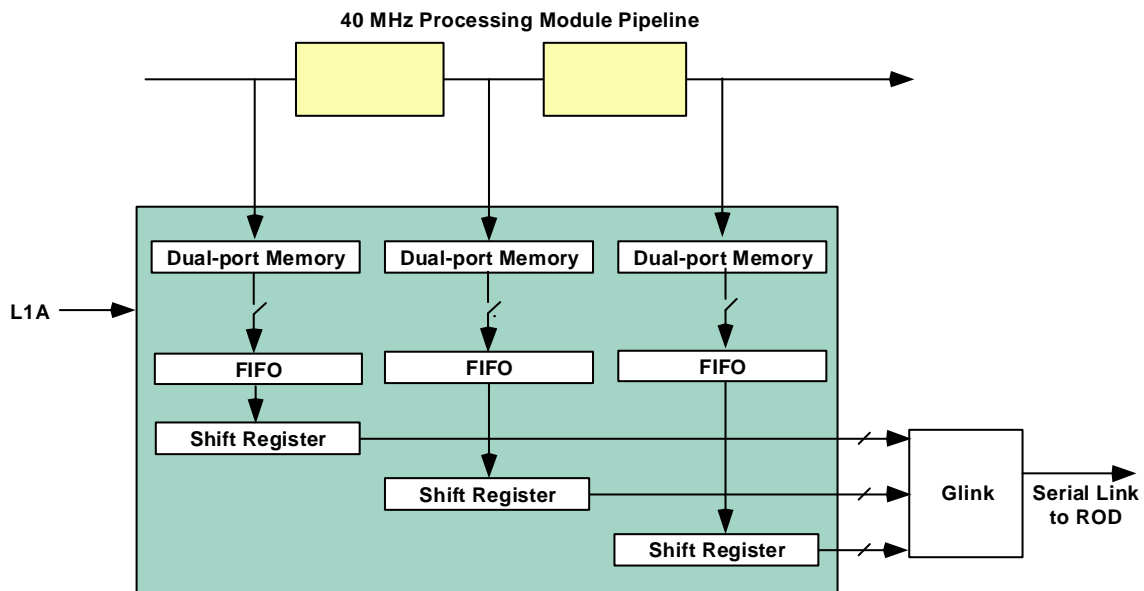 40 MHz Processing Module Pipeline
Dual-port Memory
Dual-port Memory
Dual-port Memory
L1A
FIFO
FIFO
FIFO
Shift Register
Shift Register
Shift Register
Glink
Serial Link
to ROD